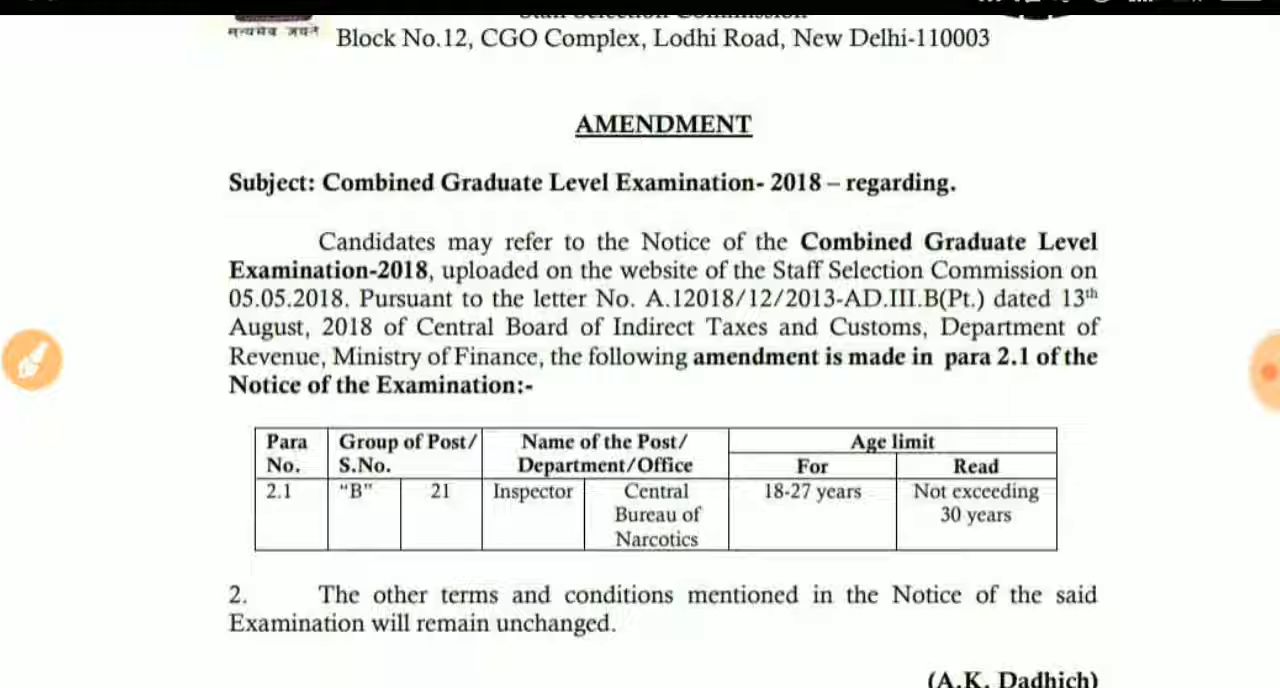 सत्यमेव जयते
Staff Selection Commission
Block No.12, CGO Complex, Lodhi Road, New Delhi-110003
AMENDMENT
Subject: Combined Graduate Level Examination- 2018 – regarding.
Candidates may refer to the Notice of the Combined Graduate Level
Examination-2018, uploaded on the website of the Staff Selection Commission on
05.05.2018. Pursuant to the letter No. A.12018/12/2013-AD.III.B(Pt.) dated 13th
August, 2018 of Central Board of Indirect Taxes and Customs, Department of
Revenue, Ministry of Finance, the following amendment is made in para 2.1 of the
Notice of the Examination:-
Para No. Group of Post/ S.No. Name of the Post/ Department/Office Age limit
For Read
2.1 "B" 21 Inspector Central Bureau of Narcotics 18-27 years Not exceeding 30 years
2. The other terms and conditions mentioned in the Notice of the said
Examination will remain unchanged.
(A.K. Dadhich)